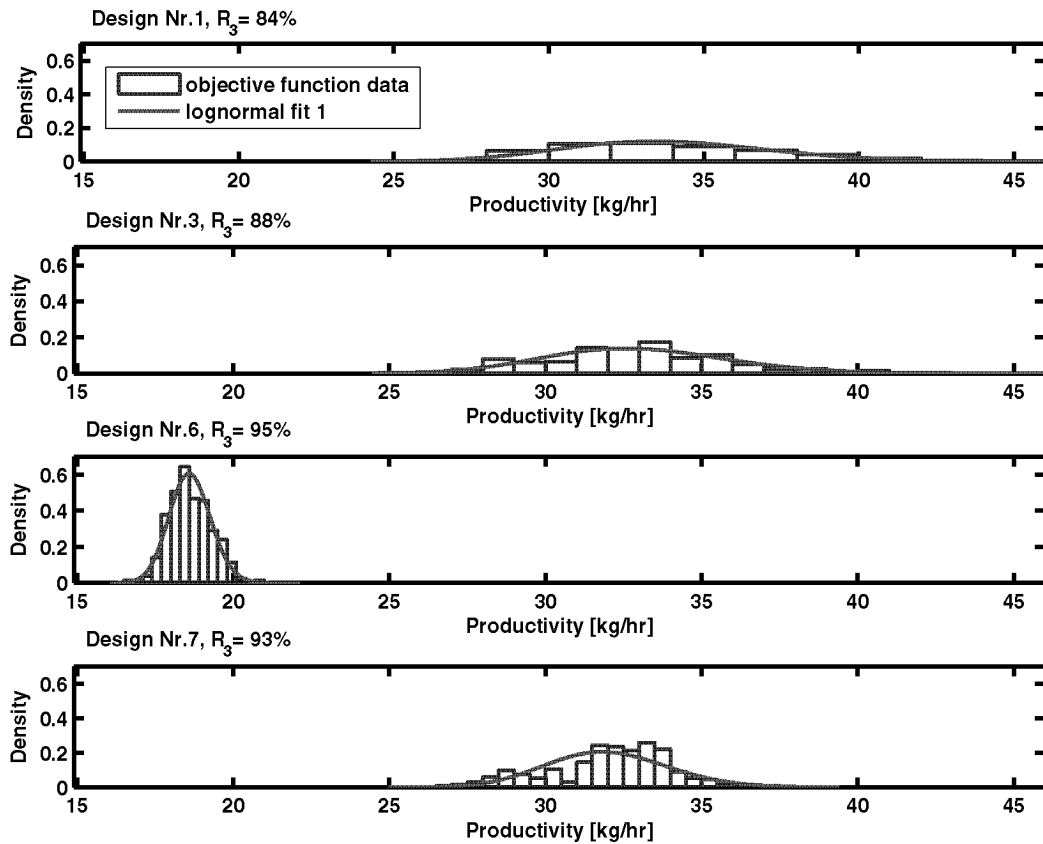 Design Nr.1, R3= 84%
0.6
0.4
0.2
0
Density
objective function data
lognormal fit 1
15 20 25 30 35 40 45
Productivity [kg/hr]
Design Nr.3, R3= 88%
0.6
0.4
0.2
0
Density
15 20 25 30 35 40 45
Productivity [kg/hr]
Design Nr.6, R3= 95%
0.6
0.4
0.2
0
Density
15 20 25 30 35 40 45
Productivity [kg/hr]
Design Nr.7, R3= 93%
0.6
0.4
0.2
0
Density
15 20 25 30 35 40 45
Productivity [kg/hr]